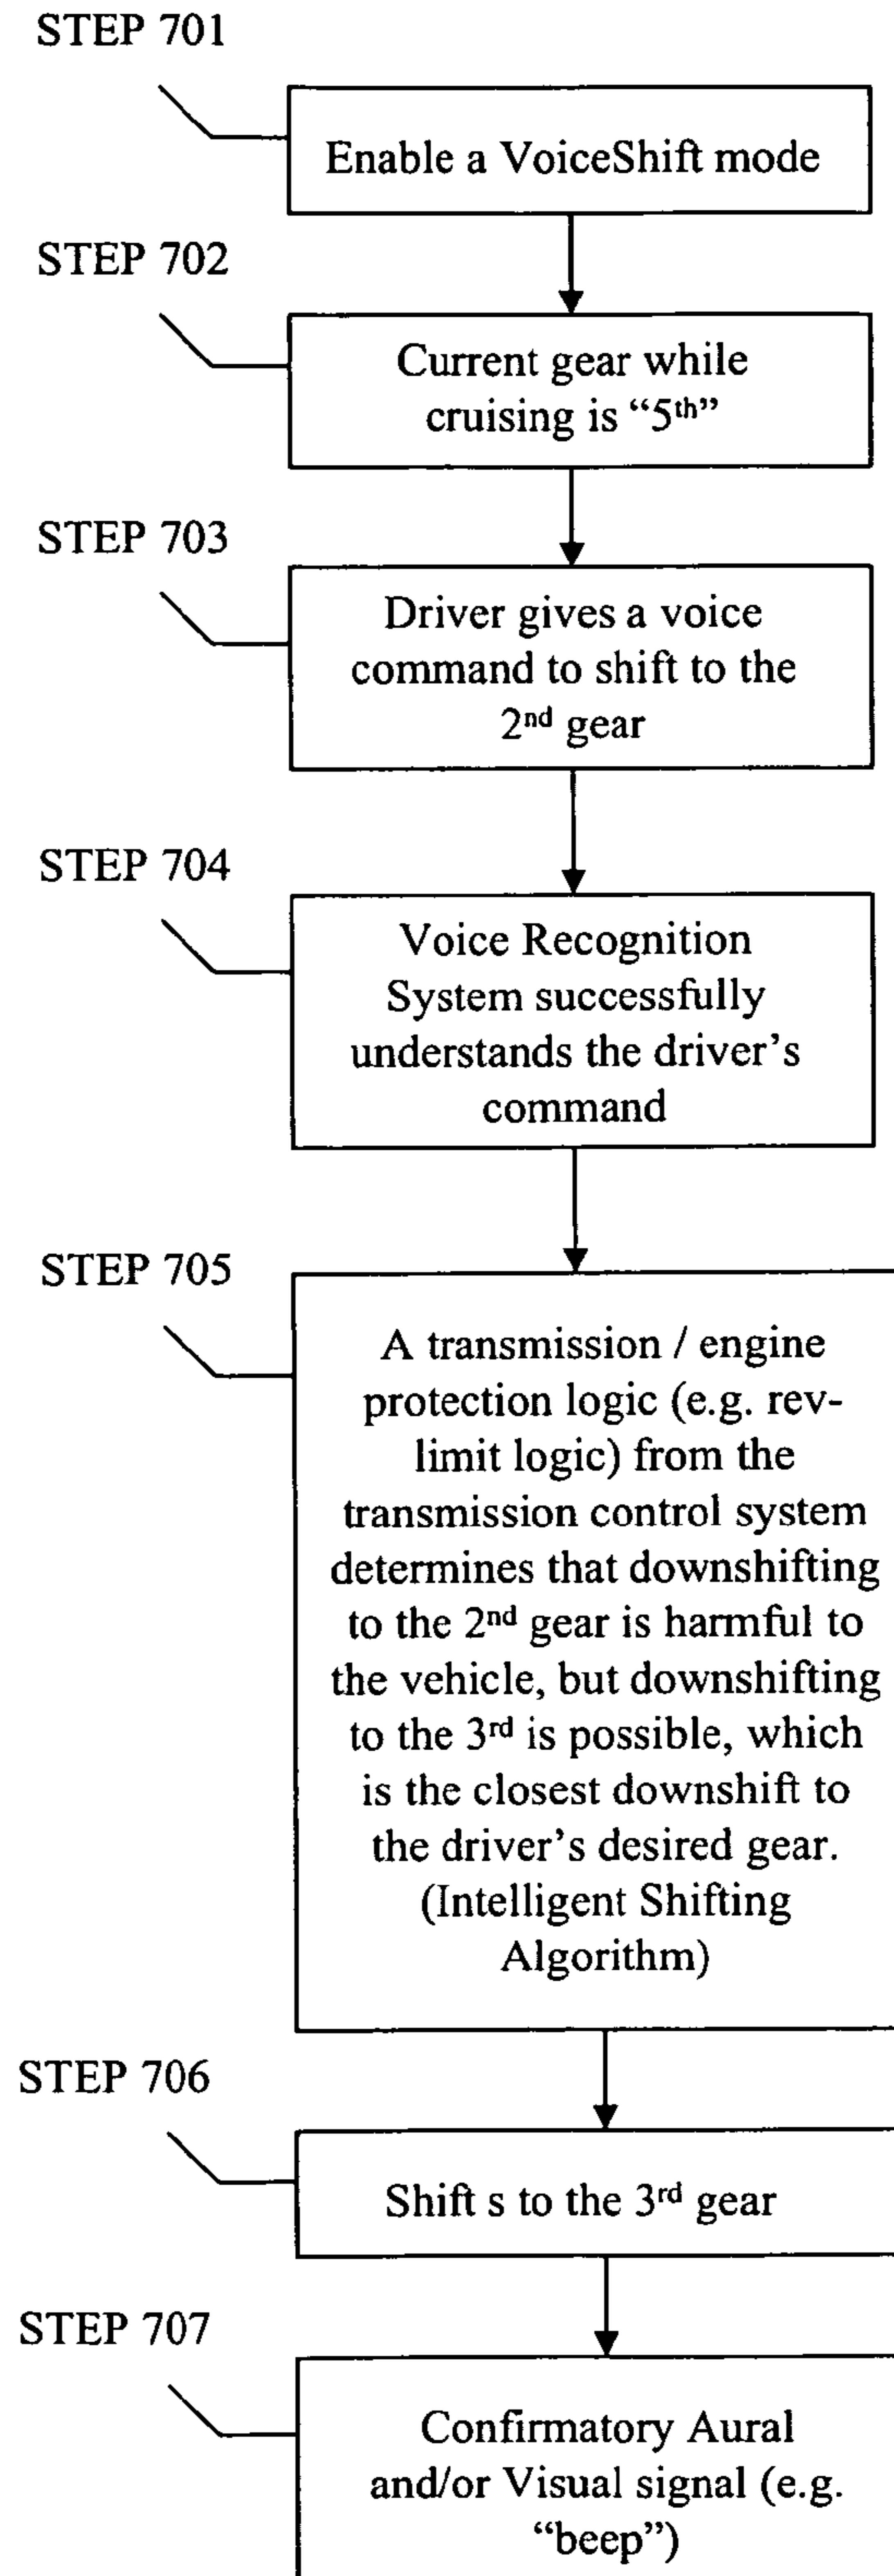 STEP 701
Enable a VoiceShift mode
STEP 702
Current gear while
cruising is “5th”
STEP 703
Driver gives a voice
command to shift to the
2nd gear
STEP 704
Voice Recognition
System successfully
understands the driver’s
command
STEP 705
A transmission / engine
protection logic (e.g. rev-
limit logic) from the
transmission control system
determines that downshifting
to the 2nd gear is harmful to
the vehicle, but downshifting
to the 3rd is possible, which
is the closest downshift to
the driver’s desired gear.
(Intelligent Shifting
Algorithm)
STEP 706
Shift s to the 3rd gear
STEP 707
Confirmatory Aural
and/or Visual signal (e.g.
“beep”)